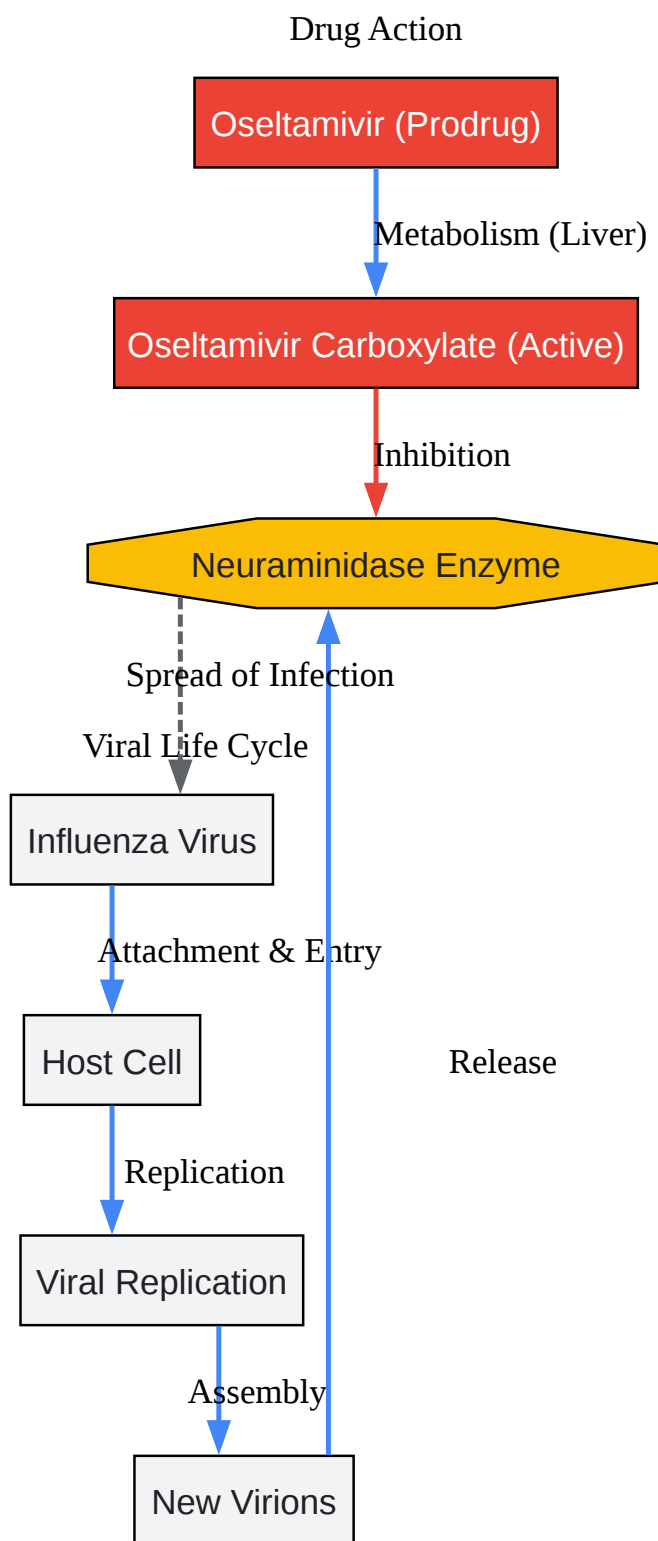 Drug Action
Oseltamivir (Prodrug)
Metabolism (Liver)
Oseltamivir Carboxylate (Active)
Inhibition
Neuraminidase Enzyme
Spread of Infection
Viral Life Cycle
Influenza Virus
Attachment & Entry
Host Cell
Release
Replication
Viral Replication
Assembly
New Virions